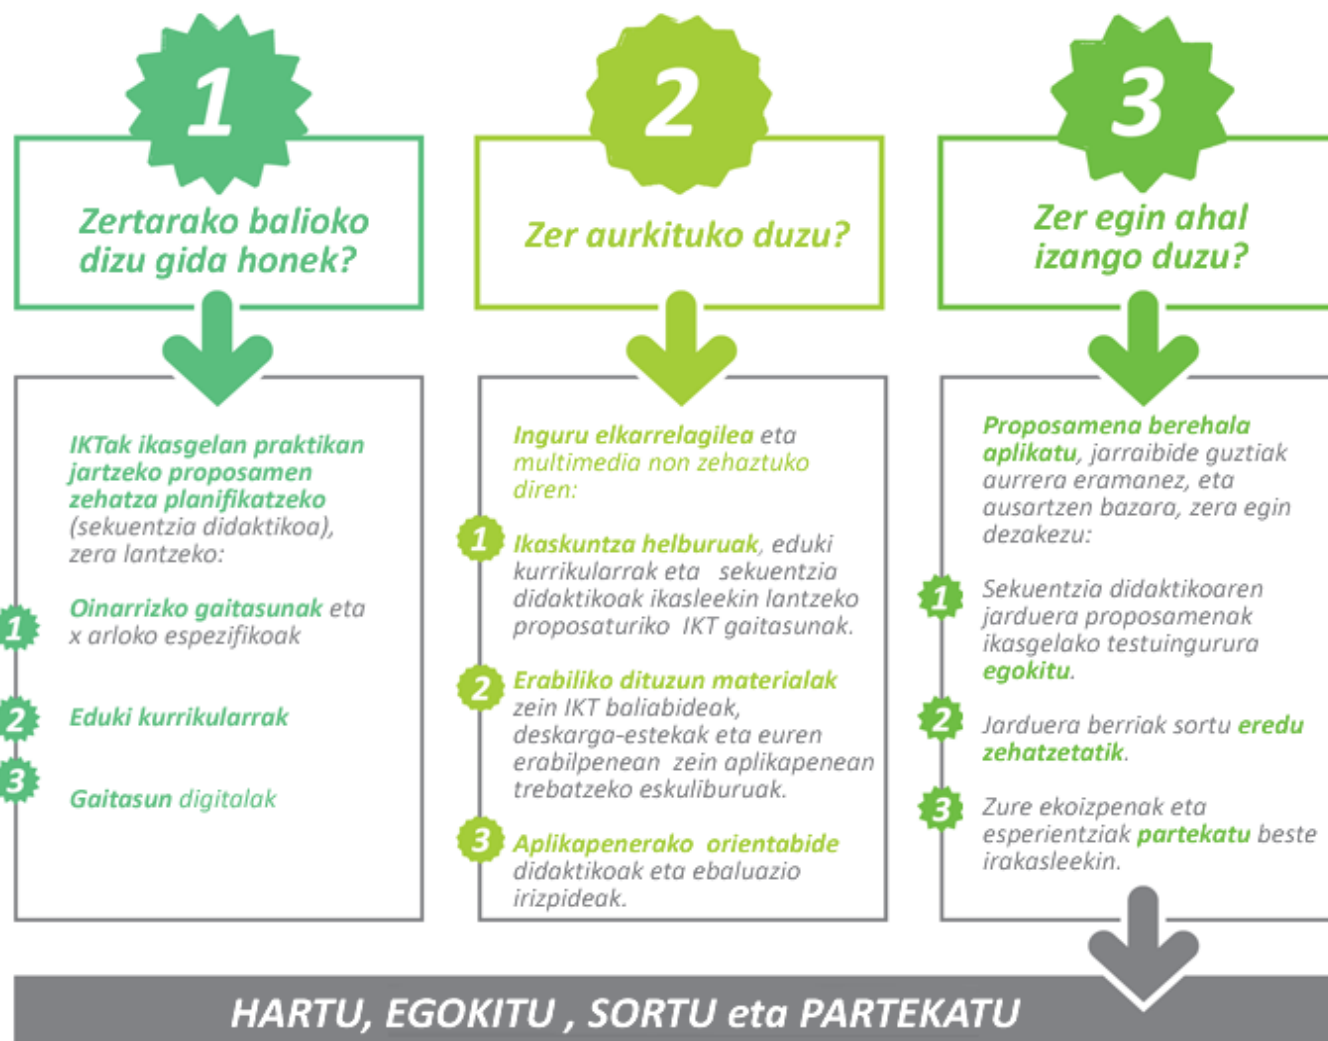 1
Zertarako balioko
dizu gida honek?
IKTak ikasgelan praktikan
jartzeko proposamen
zehatza planifikatzeko
(sekuentzia didaktikoa),
zera lantzeko:
1
Oinarrizko gaitasunak eta
x arloko espezifikoak
2
Eduki kurrikularrak
3
Gaitasun digitalak
2
Zer aurkituko duzu?
Inguru elkarrelagilea eta
multimedia non zehaztuko
diren:
1
Ikaskuntza helburuak, eduki
kurrikularrak eta sekuentzia
didaktikoak ikasleekin lantzeko
proposaturiko IKT gaitasunak.
2
Erabiliko dituzun materialak
zein IKT baliabideak,
deskarga-estekak eta euren
erabilpenean zein aplikapenean
trebatzeko eskuliburuak.
3
Aplikapenerako orientabide
didaktikoak eta ebaluazio
irizpideak.
3
Zer egin ahal
izango duzu?
Proposamena berehala
aplikatu, jarraibide guztiak
aurrera eramanez, eta
ausartzen bazara, zera egin
dezakezu:
1
Sekuentzia didaktikoaren
jarduera proposamenak
ikasgelako testuingurura
egokitu.
2
Jarduera berriak sortu eredu
zehatzetatik.
3
Zure ekoizpenak eta
esperientziak partekatu beste
irakasleekin.
HARTU, EGOKITU , SORTU eta PARTEKATU